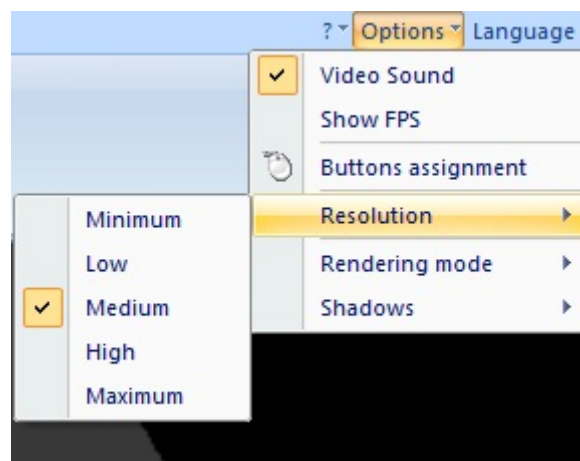 ? Options Language
Video Sound
Show FPS
Buttons assignment
Resolution
Rendering mode
Shadows
Minimum
Low
Medium
High
Maximum